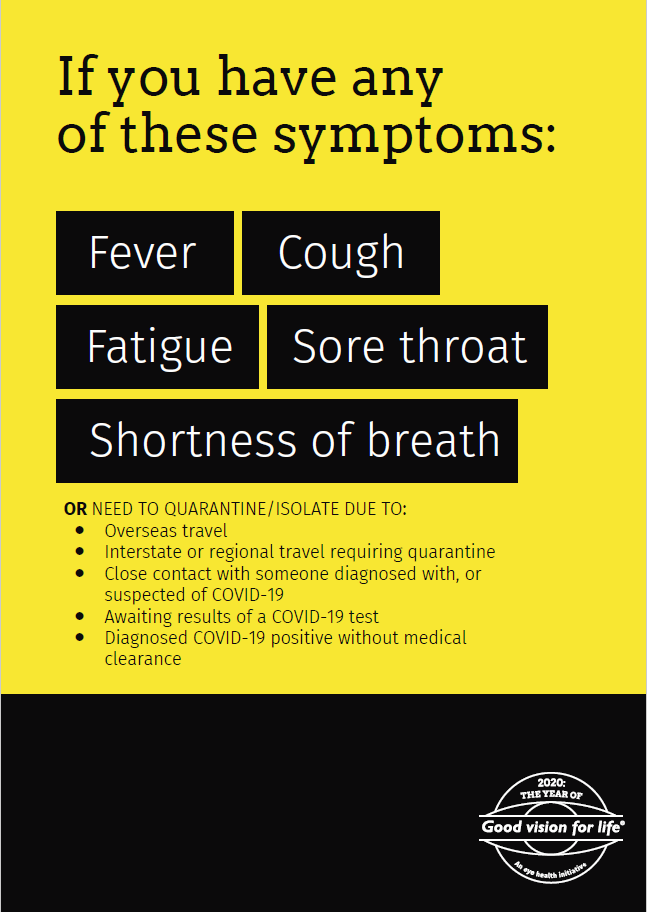 If you have any
of these symptoms:
Fever Cough
Fatigue Sore throat
Shortness of breath
OR NEED TO QUARANTINE/ISOLATE DUE TO:
• Overseas travel
• Interstate or regional travel requiring quarantine
• Close contact with someone diagnosed with, or
suspected of COVID-19
• Awaiting results of a COVID-19 test
• Diagnosed COVID-19 positive without medical
clearance
2020:
THE YEAR OF
Good vision for life®
An eye health initiative